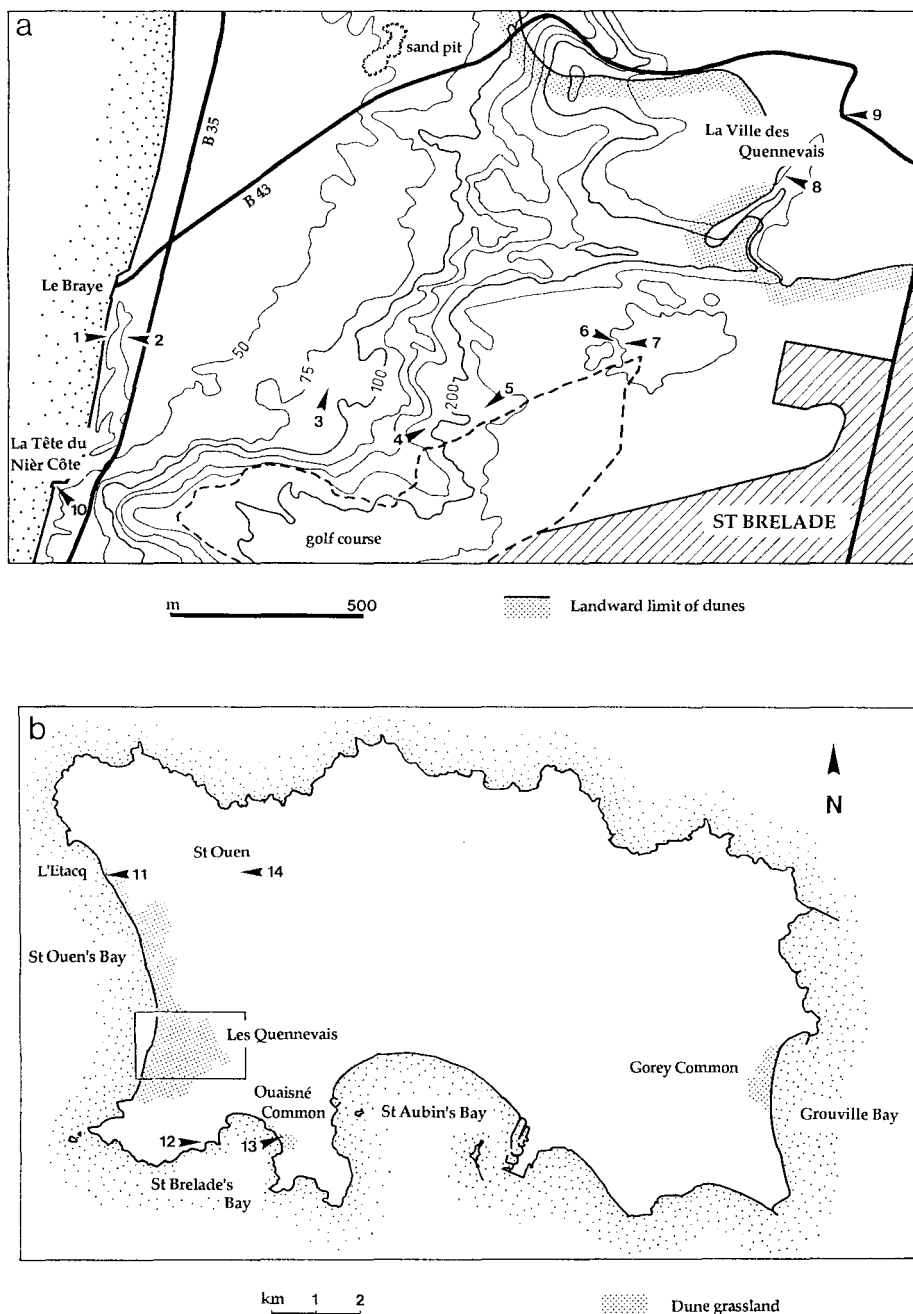 a
sand pit
B 35
9
La Ville des
Quennevais
8
B 43
Le Braye
1
2
50
75
100
200
6
7
5
3
4
La Tête du
Nièr Côte
10
golf course
ST BRELADE
m 500
Landward limit of dunes
b
N
St Ouen
L'Etacq
11
14
St Ouen's Bay
Les Quennevais
Ouaisné
Common
St Aubin's Bay
Gorey Common
Grouville Bay
12
13
St Brelade's
Bay
km 1 2
Dune grassland